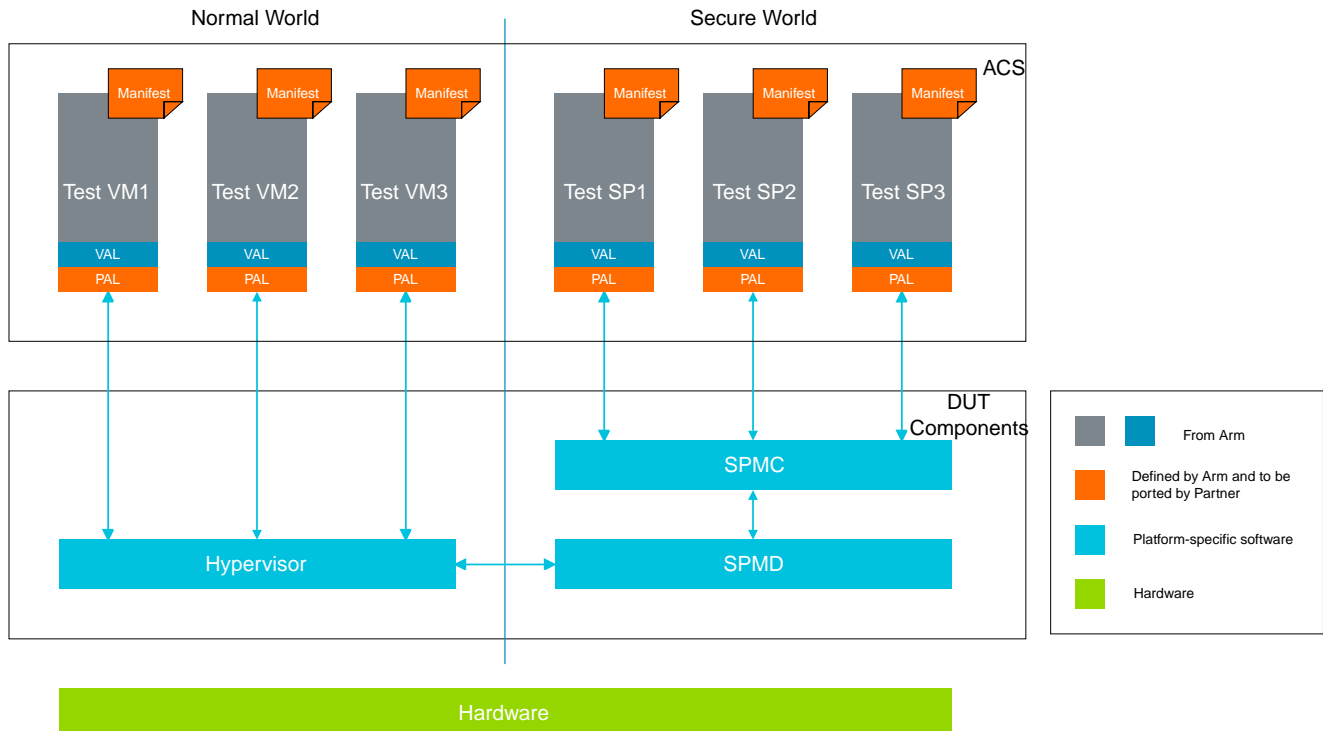 Normal World
Secure World
ACS
Manifest
Manifest
Manifest
Manifest
Manifest
Manifest
Test VM1
Test VM2
Test VM3
Test SP1
Test SP2
Test SP3
VAL
VAL
VAL
VAL
VAL
VAL
PAL
PAL
PAL
PAL
PAL
PAL
DUT
Components
SPMC
Hypervisor
SPMD
Hardware
From Arm
Defined by Arm and to be
ported by Partner
Platform-specific software
Hardware